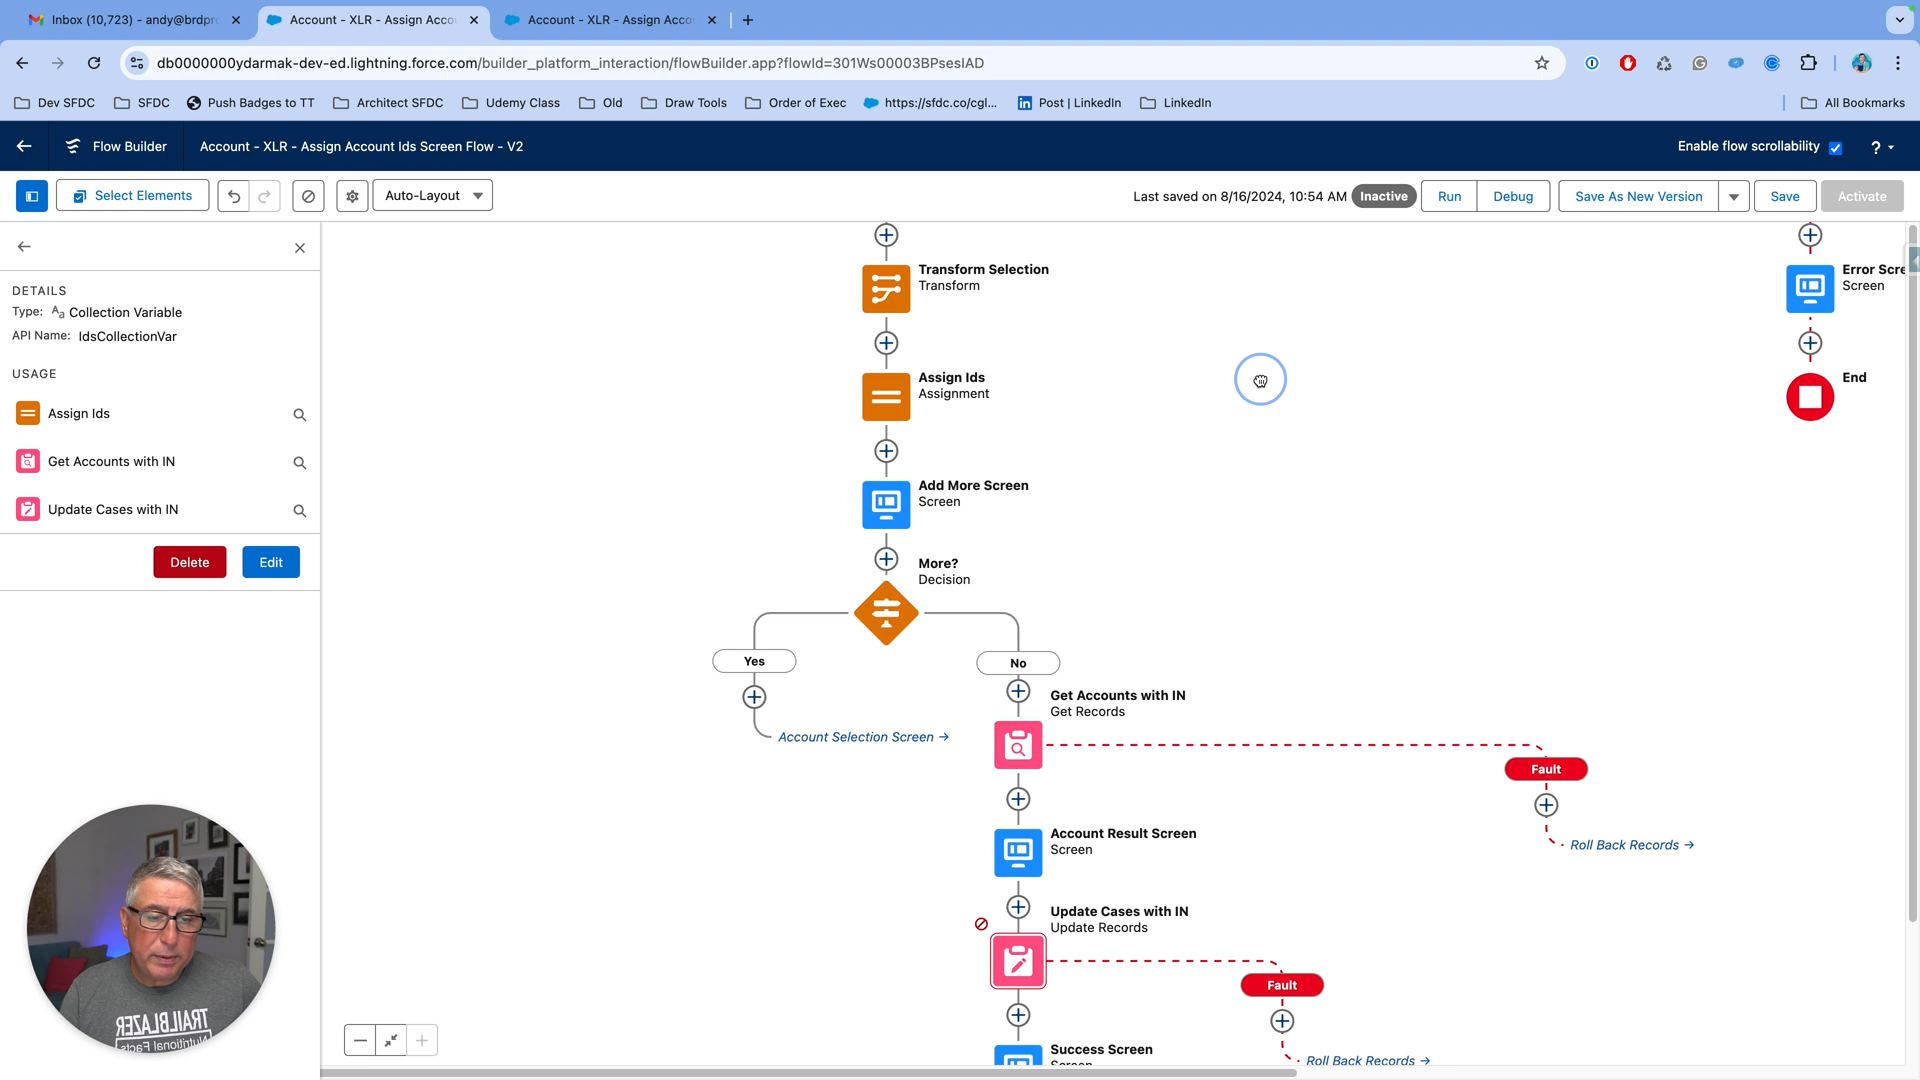 Inbox (10,723) - andy@brdpro
Account - XLR - Assign Acco
Account - XLR - Assign Acco
db0000000ydarmak-dev-ed.lightning.force.com/builder_platform_interaction/flowBuilder.app?flowId=301Ws00003BPsesIAD
Dev SFDC
SFDC
Push Badges to TT
Architect SFDC
Udemy Class
Old
Draw Tools
Order of Exec
https://sfdc.co/cgl...
Post | LinkedIn
LinkedIn
All Bookmarks
Flow Builder
Account - XLR - Assign Account Ids Screen Flow - V2
Enable flow scrollability
?
Select Elements
Auto-Layout
Last saved on 8/16/2024, 10:54 AM
Inactive
Run
Debug
Save As New Version
Save
Activate
DETAILS
Type: Aa Collection Variable
API Name: IdsCollectionVar
USAGE
Assign Ids
Get Accounts with IN
Update Cases with IN
Delete
Edit
Transform Selection
Transform
Assign Ids
Assignment
Add More Screen
Screen
More?
Decision
Yes
No
Account Selection Screen →
Get Accounts with IN
Get Records
Fault
Roll Back Records →
Account Result Screen
Screen
Update Cases with IN
Update Records
Fault
Roll Back Records →
Success Screen
Screen
Error Scre
Screen
End
TRAILBLAZER
Nutritional Facts